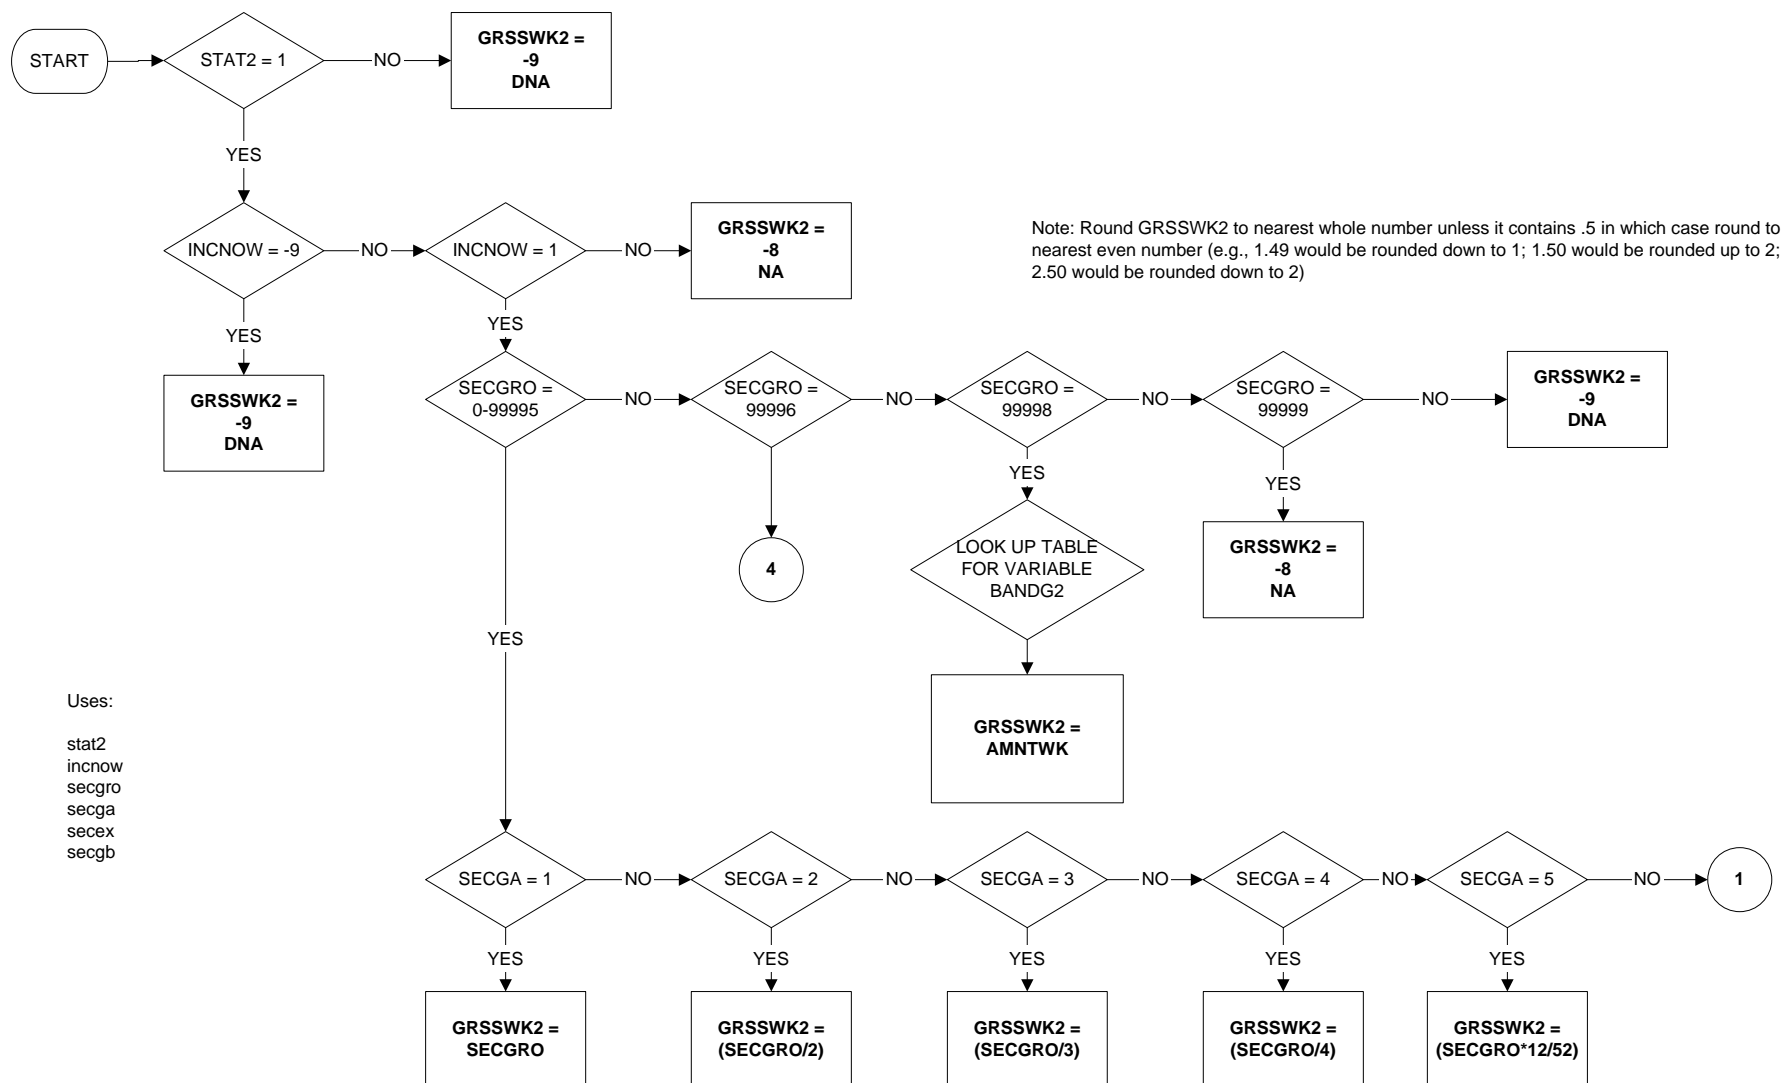 START
STAT2 = 1
NO
GRSSWK2 =
-9
DNA
YES
INCNOW = -9
NO
INCNOW = 1
NO
GRSSWK2 =
-8
NA
Note: Round GRSSWK2 to nearest whole number unless it contains .5 in which case round to
nearest even number (e.g., 1.49 would be rounded down to 1; 1.50 would be rounded up to 2;
2.50 would be rounded down to 2)
YES
YES
GRSSWK2 =
-9
DNA
SECGRO =
0-99995
NO
SECGRO =
99996
NO
SECGRO =
99998
NO
SECGRO =
99999
NO
GRSSWK2 =
-9
DNA
YES
YES
4
LOOK UP TABLE
FOR VARIABLE
BANDG2
GRSSWK2 =
-8
NA
YES
GRSSWK2 =
AMNTWK
Uses:
stat2
incnow
secgro
secga
secex
secgb
SECGA = 1
NO
SECGA = 2
NO
SECGA = 3
NO
SECGA = 4
NO
SECGA = 5
NO
1
YES
YES
YES
YES
YES
GRSSWK2 =
SECGRO
GRSSWK2 =
(SECGRO/2)
GRSSWK2 =
(SECGRO/3)
GRSSWK2 =
(SECGRO/4)
GRSSWK2 =
(SECGRO*12/52)